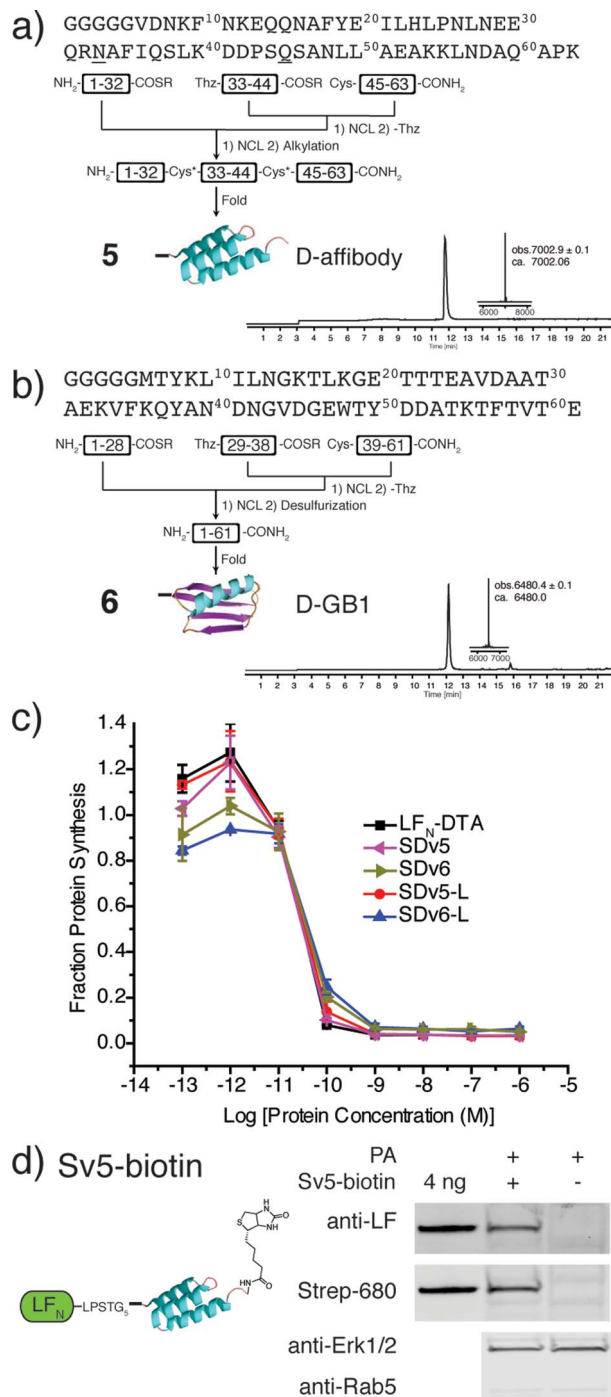 a) GGGGGVDNKF¹⁰NKEQQNAFYE²⁰ILHLPNLNEE³⁰
QRNAFIQSLK⁴⁰DDPSQSANLL⁵⁰AEAKKLNDAQ⁶⁰APK
NH₂- 1-32 -COSR Thz- 33-44 -COSR Cys- 45-63 -CONH₂
1) NCL 2) -Thz
1) NCL 2) Alkylation
NH₂- 1-32 -Cys*- 33-44 -Cys*- 45-63 -CONH₂
Fold
5 D-affibody
obs.7002.9 ± 0.1
ca. 7002.06
6000 8000
1 2 3 4 5 6 7 8 9 10 11 12 13 14 15 16 17 18 19 20 21
Time [min]
b) GGGGGMTYKL¹⁰ILNGKTLKGE²⁰TTTEAVDAAT³⁰
AEKVFKQYAN⁴⁰DNGVDGEWTY⁵⁰DDATKTFTVT⁶⁰E
NH₂- 1-28 -COSR Thz- 29-38 -COSR Cys- 39-61 -CONH₂
1) NCL 2) -Thz
1) NCL 2) Desulfurization
NH₂- 1-61 -CONH₂
Fold
6 D-GB1
obs.6480.4 ± 0.1
ca. 6480.0
6000 7000
1 2 3 4 5 6 7 8 9 10 11 12 13 14 15 16 17 18 19 20 21
Time [min]
c)
Fraction Protein Synthesis
1.4
1.2
1.0
0.8
0.6
0.4
0.2
0.0
LF_N-DTA
SDv5
SDv6
SDv5-L
SDv6-L
-14 -13 -12 -11 -10 -9 -8 -7 -6 -5
Log [Protein Concentration (M)]
d) Sv5-biotin
PA + +
Sv5-biotin 4 ng + -
anti-LF
Strep-680
anti-Erk1/2
anti-Rab5
LF_N -LPSTG₅
HN O
S
HN
NH
O